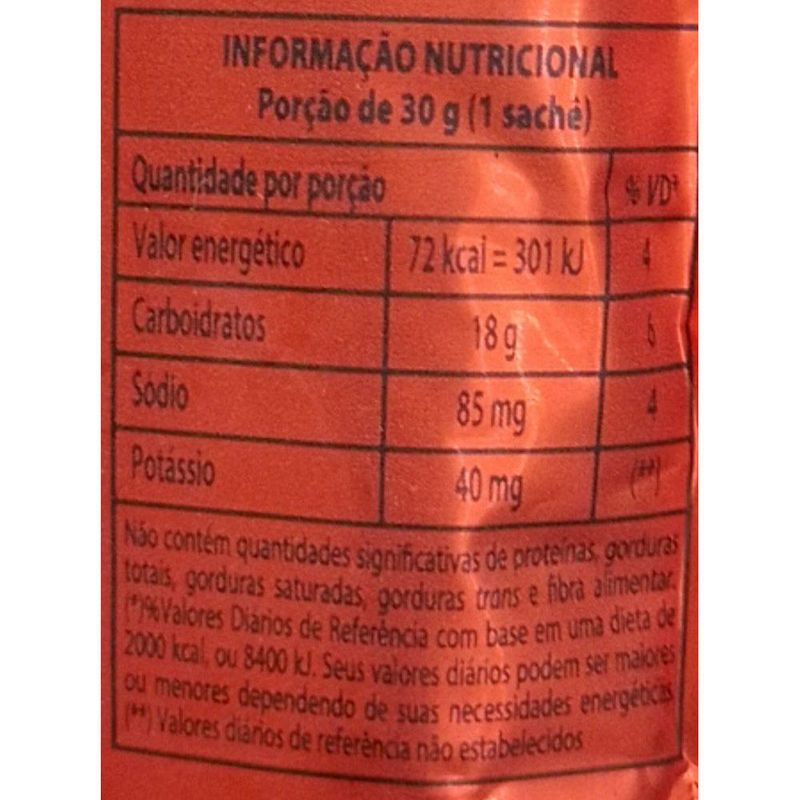 INFORMAÇÃO NUTRICIONAL
Porção de 30 g (1 sachê)
Quantidade por porção % VD*
Valor energético 72 kcal = 301 kJ 4
Carboidratos 18 g 6
Sódio 85 mg 4
Potássio 40 mg (**)
Não contém quantidades significativas de proteínas, gorduras
totais, gorduras saturadas, gorduras trans e fibra alimentar.
(*)%Valores Diários de Referência com base em uma dieta de
2000 kcal, ou 8400 kJ. Seus valores diários podem ser maiores
ou menores dependendo de suas necessidades energéticas
(**) Valores diários de referência não estabelecidos